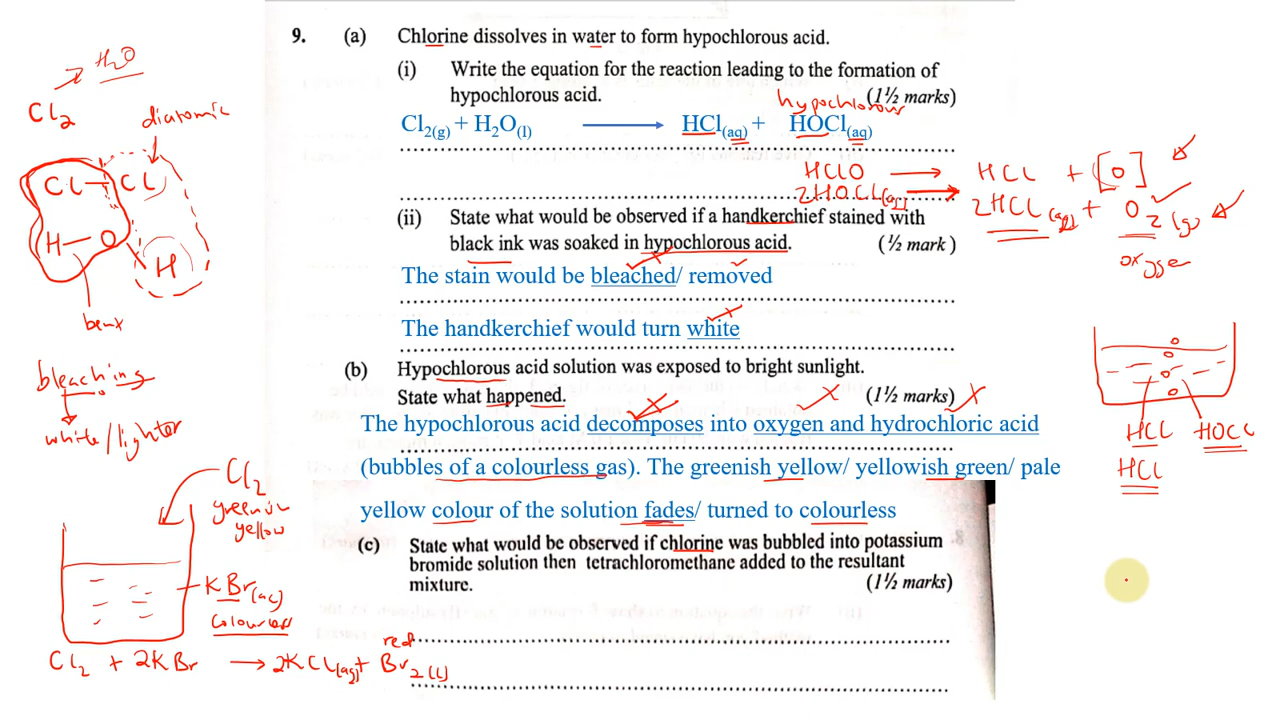 9. (a) Chlorine dissolves in water to form hypochlorous acid.
(i) Write the equation for the reaction leading to the formation of
hypochlorous acid. (1½ marks)
hypochlorous
Cl2(g) + H2O(l) ⟶ HCl(aq) + HOCl(aq)
HClO ⟶ HCl + [O]
2HOCl(aq) ⟶ 2HCl(aq) + O2(g)
oxygen
(ii) State what would be observed if a handkerchief stained with
black ink was soaked in hypochlorous acid. (½ mark)
The stain would be bleached/ removed
The handkerchief would turn white
(b) Hypochlorous acid solution was exposed to bright sunlight.
State what happened. (1½ marks)
The hypochlorous acid decomposes into oxygen and hydrochloric acid
(bubbles of a colourless gas). The greenish yellow/ yellowish green/ pale
yellow colour of the solution fades/ turned to colourless
(c) State what would be observed if chlorine was bubbled into potassium
bromide solution then tetrachloromethane added to the resultant
mixture. (1½ marks)
H2O
Cl2
diatomic
Cl – Cl
H – O
H
bent
bleaching
white/lighter
Cl2
greenish
yellow
KBr(aq)
colourless
red
Cl2 + 2KBr ⟶ 2KCl(aq) + Br2(l)
HCl HOCl
HCl